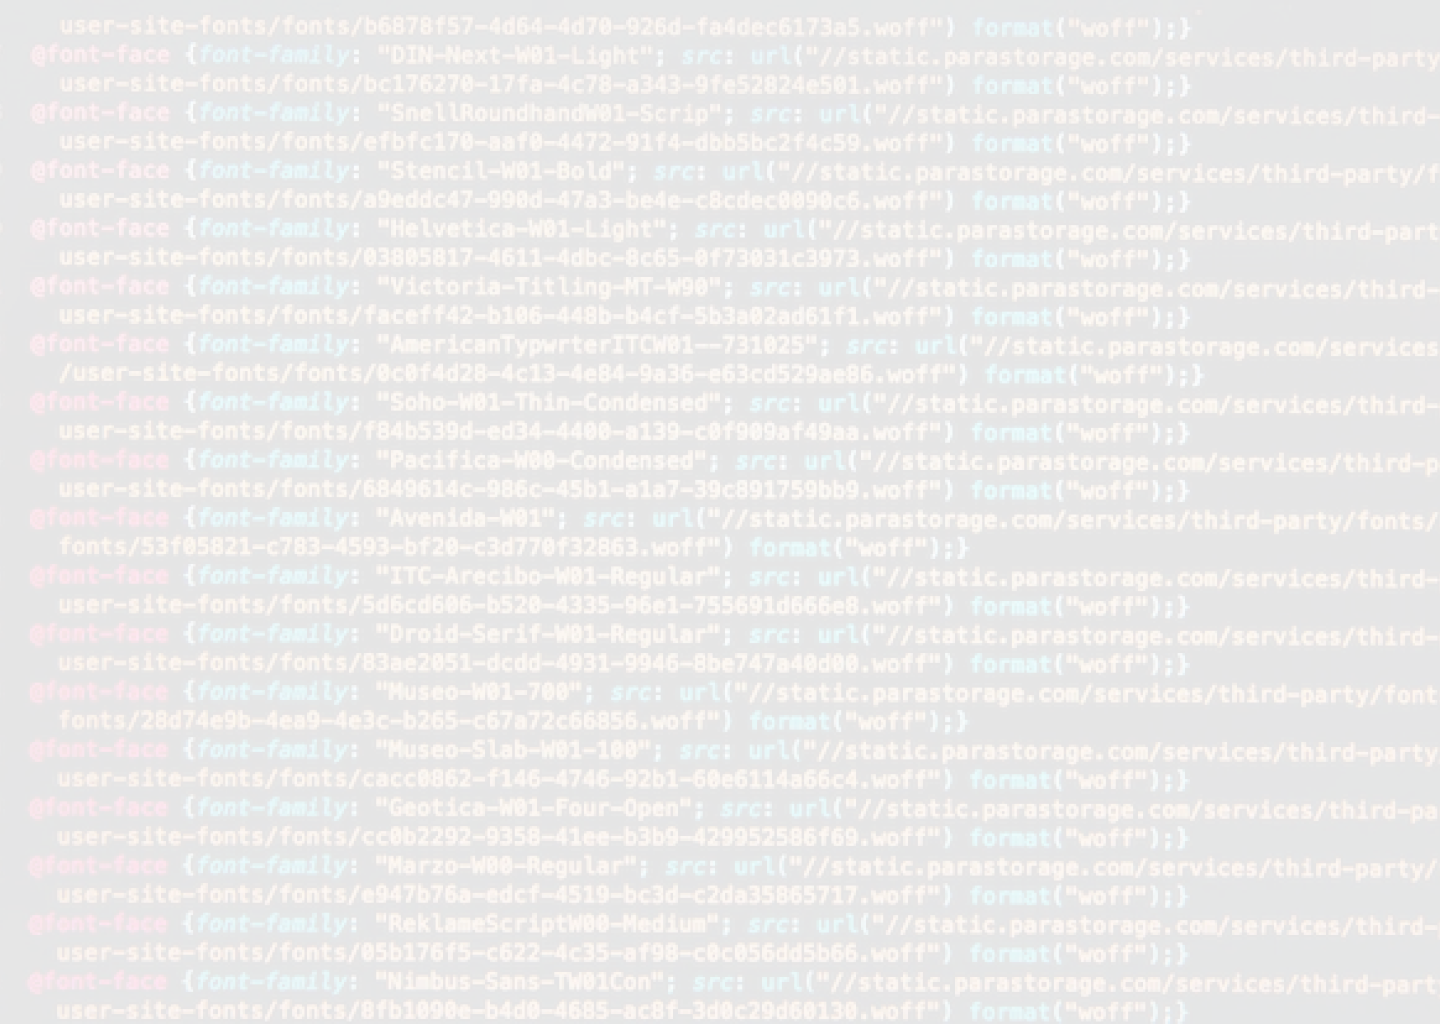 user-site-fonts/fonts/b6878f57-4d64-4d70-926d-fa4dec6173a5.woff") format("woff");}
@font-face {font-family: "DIN-Next-W01-Light"; src: url("//static.parastorage.com/services/third-party
user-site-fonts/fonts/bc176270-17fa-4c78-a343-9fe52824e501.woff") format("woff");}
@font-face {font-family: "SnellRoundhandW01-Scrip"; src: url("//static.parastorage.com/services/third-
user-site-fonts/fonts/efbfc170-aaf0-4472-91f4-dbb5bc2f4c59.woff") format("woff");}
@font-face {font-family: "Stencil-W01-Bold"; src: url("//static.parastorage.com/services/third-party/f
user-site-fonts/fonts/a9eddc47-990d-47a3-be4e-c8cdec0090c6.woff") format("woff");}
@font-face {font-family: "Helvetica-W01-Light"; src: url("//static.parastorage.com/services/third-part
user-site-fonts/fonts/03805817-4611-4dbc-8c65-0f73031c3973.woff") format("woff");}
@font-face {font-family: "Victoria-Titling-MT-W90"; src: url("//static.parastorage.com/services/third-
user-site-fonts/fonts/faceff42-b106-448b-b4cf-5b3a02ad61f1.woff") format("woff");}
@font-face {font-family: "AmericanTypwrterITCW01--731025"; src: url("//static.parastorage.com/services
/user-site-fonts/fonts/0c0f4d28-4c13-4e84-9a36-e63cd529ae86.woff") format("woff");}
@font-face {font-family: "Soho-W01-Thin-Condensed"; src: url("//static.parastorage.com/services/third-
user-site-fonts/fonts/f84b539d-ed34-4400-a139-c0f909af49aa.woff") format("woff");}
@font-face {font-family: "Pacifica-W00-Condensed"; src: url("//static.parastorage.com/services/third-p
user-site-fonts/fonts/6849614c-986c-45b1-a1a7-39c891759bb9.woff") format("woff");}
@font-face {font-family: "Avenida-W01"; src: url("//static.parastorage.com/services/third-party/fonts/
fonts/53f05821-c783-4593-bf20-c3d770f32863.woff") format("woff");}
@font-face {font-family: "ITC-Arecibo-W01-Regular"; src: url("//static.parastorage.com/services/third-
user-site-fonts/fonts/5d6cd606-b520-4335-96e1-755691d666e8.woff") format("woff");}
@font-face {font-family: "Droid-Serif-W01-Regular"; src: url("//static.parastorage.com/services/third-
user-site-fonts/fonts/83ae2051-dcdd-4931-9946-8be747a40d00.woff") format("woff");}
@font-face {font-family: "Museo-W01-700"; src: url("//static.parastorage.com/services/third-party/font
fonts/28d74e9b-4ea9-4e3c-b265-c67a72c66856.woff") format("woff");}
@font-face {font-family: "Museo-Slab-W01-100"; src: url("//static.parastorage.com/services/third-party
user-site-fonts/fonts/cacc0862-f146-4746-92b1-60e6114a66c4.woff") format("woff");}
@font-face {font-family: "Geotica-W01-Four-Open"; src: url("//static.parastorage.com/services/third-pa
user-site-fonts/fonts/cc0b2292-9358-41ee-b3b9-429952586f69.woff") format("woff");}
@font-face {font-family: "Marzo-W00-Regular"; src: url("//static.parastorage.com/services/third-party/
user-site-fonts/fonts/e947b76a-edcf-4519-bc3d-c2da35865717.woff") format("woff");}
@font-face {font-family: "ReklameScriptW00-Medium"; src: url("//static.parastorage.com/services/third-
user-site-fonts/fonts/05b176f5-c622-4c35-af98-c0c056dd5b66.woff") format("woff");}
@font-face {font-family: "Nimbus-Sans-TW01Con"; src: url("//static.parastorage.com/services/third-part
user-site-fonts/fonts/8fb1090e-b4d0-4685-ac8f-3d0c29d60130.woff") format("woff");}